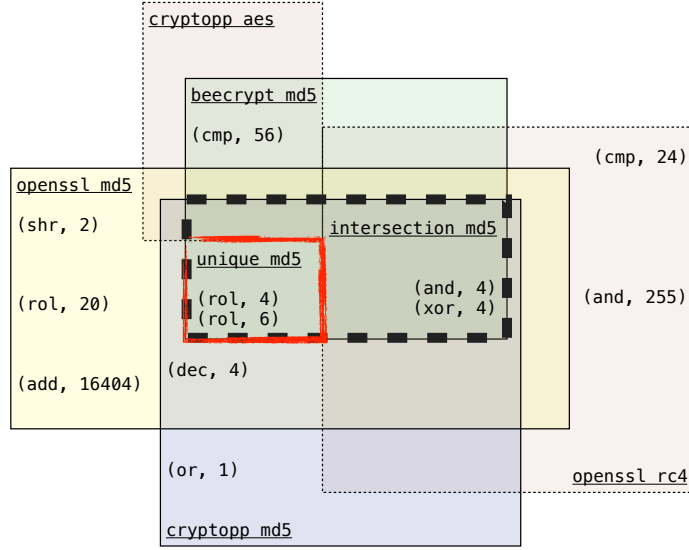 cryptopp aes
beecrypt md5
(cmp, 56)
(cmp, 24)
openssl md5
(shr, 2)
intersection md5
unique md5
(and, 4)
(and, 255)
(rol, 4)
(xor, 4)
(rol, 20)
(rol, 6)
(dec, 4)
(add, 16404)
(or, 1)
openssl rc4
cryptopp md5